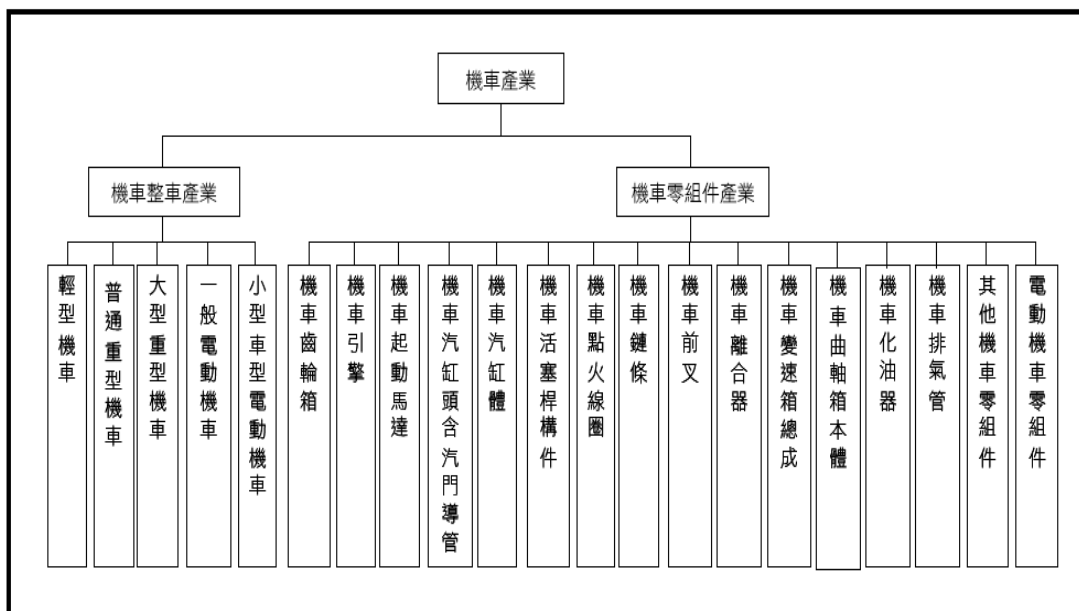 機車產業
機車整車產業
機車零組件產業
輕型機車
普通重型機車
大型重型機車
一般電動機車
小型車型電動機車
機車齒輪箱
機車引擎
機車起動馬達
機車汽缸頭含汽門導管
機車汽缸體
機車活塞桿構件
機車點火線圈
機車鏈條
機車前叉
機車離合器
機車變速箱總成
機車曲軸箱本體
機車化油器
機車排氣管
其他機車零組件
電動機車零組件